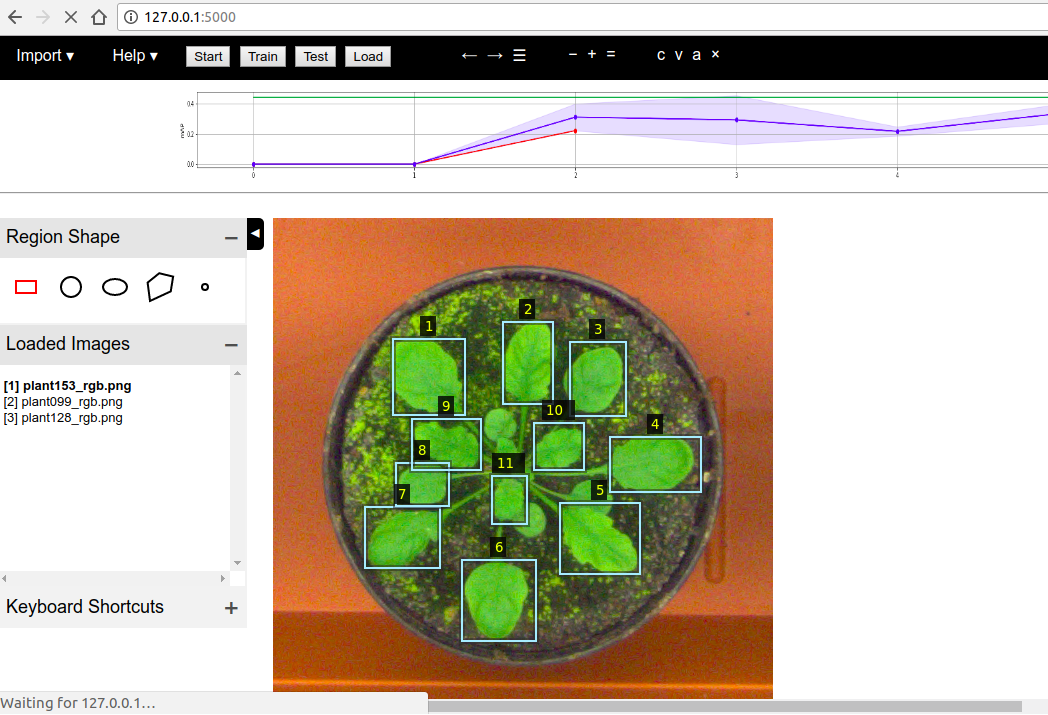 127.0.0.1:5000
Import ▾ Help ▾ Start Train Test Load ← → ☰ − + = c v a ×
0.4
0.2
0.0
mAP
0 1 2 3 4
Region Shape −
Loaded Images −
[1] plant153_rgb.png
[2] plant099_rgb.png
[3] plant128_rgb.png
Keyboard Shortcuts +
2
1
3
9
10
4
8
11
7
5
6
Waiting for 127.0.0.1…